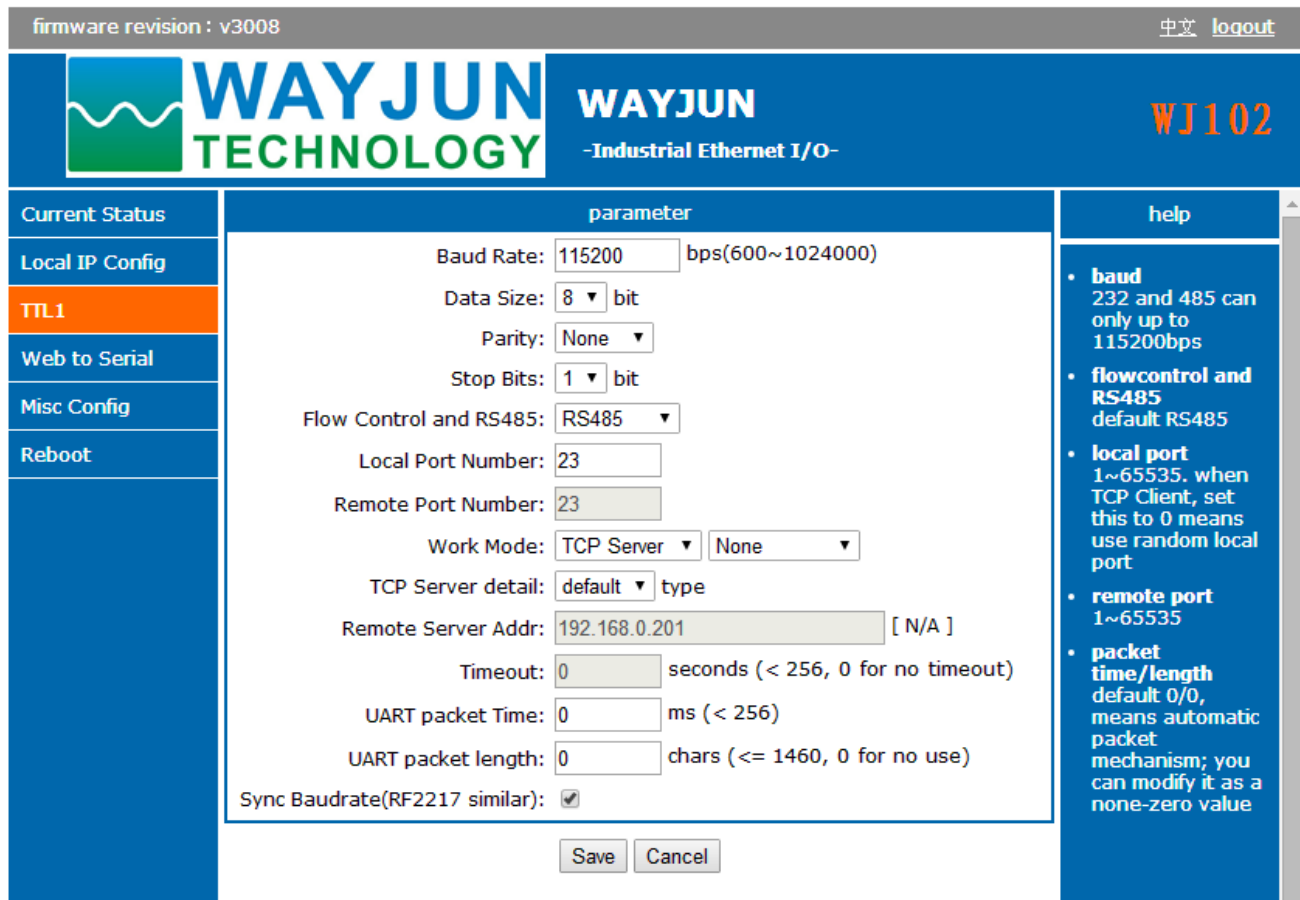 firmware revision : v3008
中文 logout
WAYJUN
TECHNOLOGY
WAYJUN
-Industrial Ethernet I/O-
WJ102
Current Status
Local IP Config
TTL1
Web to Serial
Misc Config
Reboot
parameter
Baud Rate: 115200 bps(600~1024000)
Data Size: 8 bit
Parity: None
Stop Bits: 1 bit
Flow Control and RS485: RS485
Local Port Number: 23
Remote Port Number: 23
Work Mode: TCP Server None
TCP Server detail: default type
Remote Server Addr: 192.168.0.201 [ N/A ]
Timeout: 0 seconds (< 256, 0 for no timeout)
UART packet Time: 0 ms (< 256)
UART packet length: 0 chars (<= 1460, 0 for no use)
Sync Baudrate(RF2217 similar):
Save Cancel
help
• baud
232 and 485 can
only up to
115200bps
• flowcontrol and
RS485
default RS485
• local port
1~65535. when
TCP Client, set
this to 0 means
use random local
port
• remote port
1~65535
• packet
time/length
default 0/0,
means automatic
packet
mechanism; you
can modify it as a
none-zero value